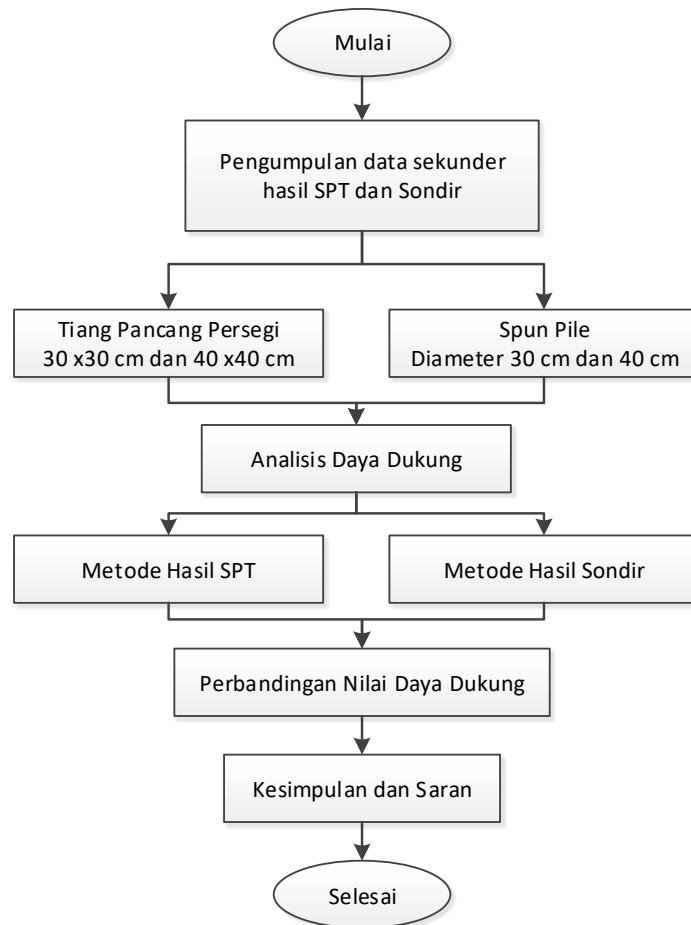 Mulai
Pengumpulan data sekunder
hasil SPT dan Sondir
Tiang Pancang Persegi
30 x30 cm dan 40 x40 cm
Spun Pile
Diameter 30 cm dan 40 cm
Analisis Daya Dukung
Metode Hasil SPT
Metode Hasil Sondir
Perbandingan Nilai Daya Dukung
Kesimpulan dan Saran
Selesai